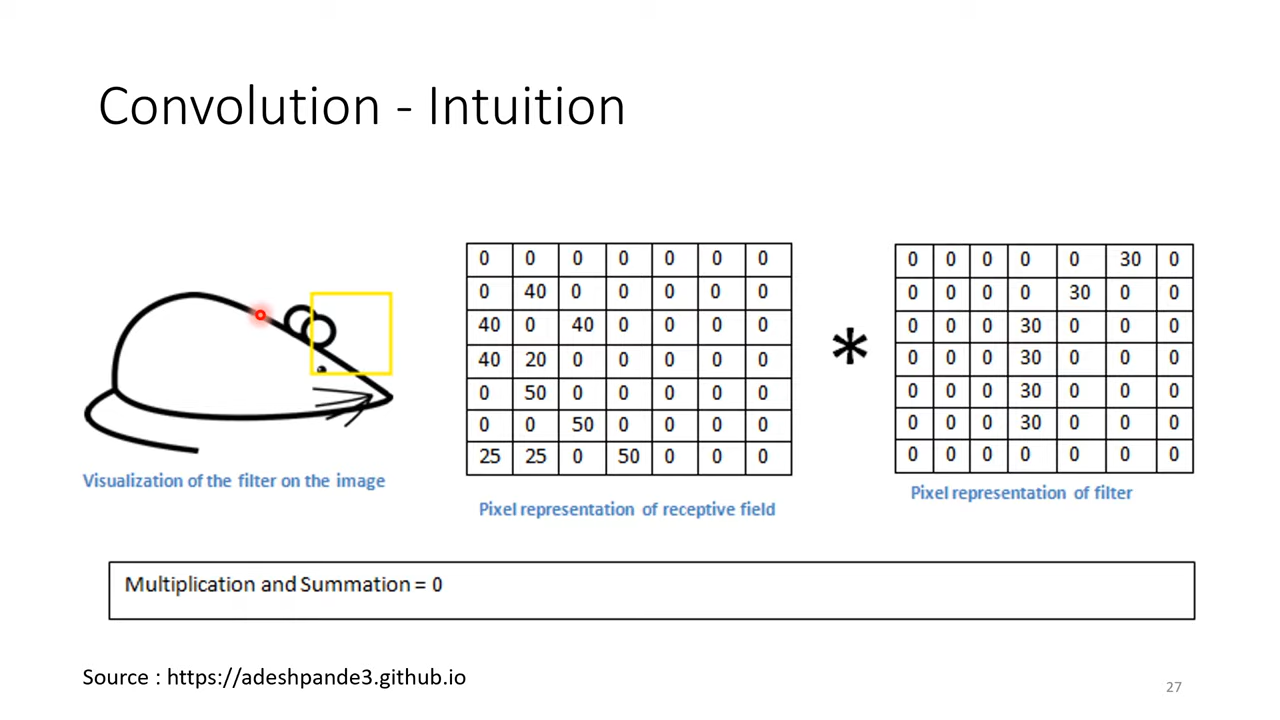 Convolution - Intuition
0 0 0 0 0 0 0
0 40 0 0 0 0 0
40 0 40 0 0 0 0
40 20 0 0 0 0 0
0 50 0 0 0 0 0
0 0 50 0 0 0 0
25 25 0 50 0 0 0
*
0 0 0 0 0 30 0
0 0 0 0 30 0 0
0 0 0 30 0 0 0
0 0 0 30 0 0 0
0 0 0 30 0 0 0
0 0 0 30 0 0 0
0 0 0 0 0 0 0
Visualization of the filter on the image
Pixel representation of receptive field
Pixel representation of filter
Multiplication and Summation = 0
Source : https://adeshpande3.github.io
27